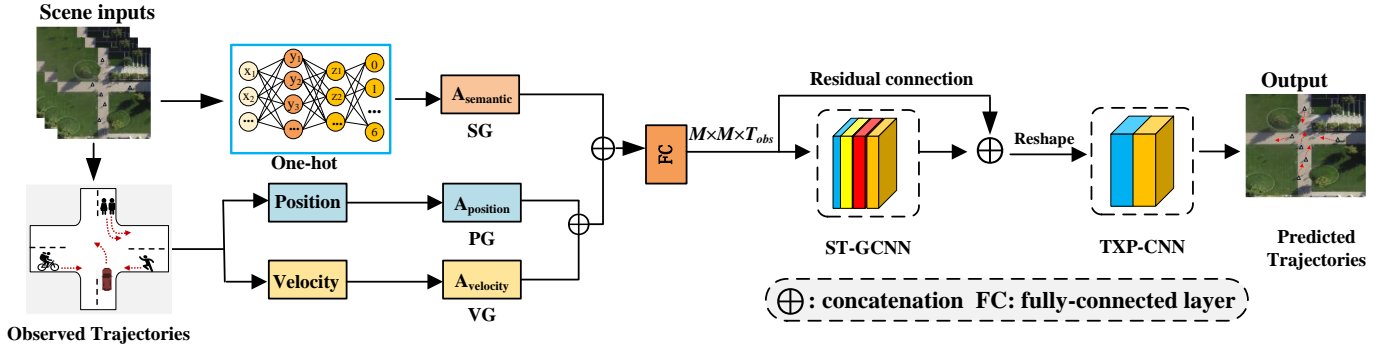 Scene inputs
x1
x2
...
y1
y2
y3
...
z1
z2
...
0
1
...
6
One-hot
Asemantic
SG
Observed Trajectories
Position
Aposition
PG
Velocity
Avelocity
VG
FC
M×M×Tobs
Residual connection
ST-GCNN
Reshape
TXP-CNN
Output
Predicted
Trajectories
⊕: concatenation FC: fully-connected layer